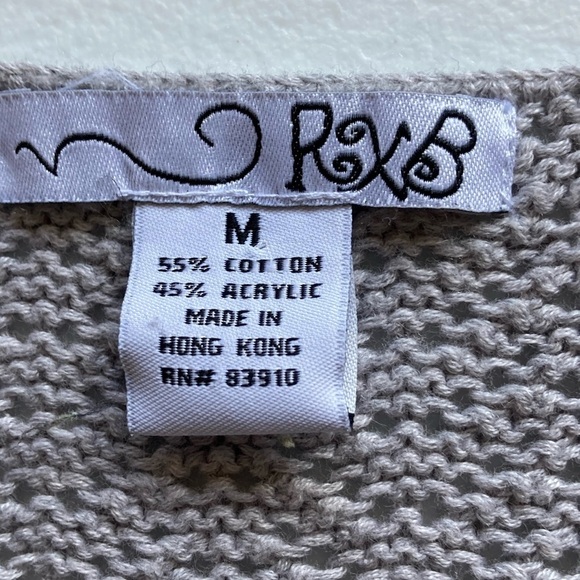 RXB
M
55% COTTON
45% ACRYLIC
MADE IN
HONG KONG
RN# 83910